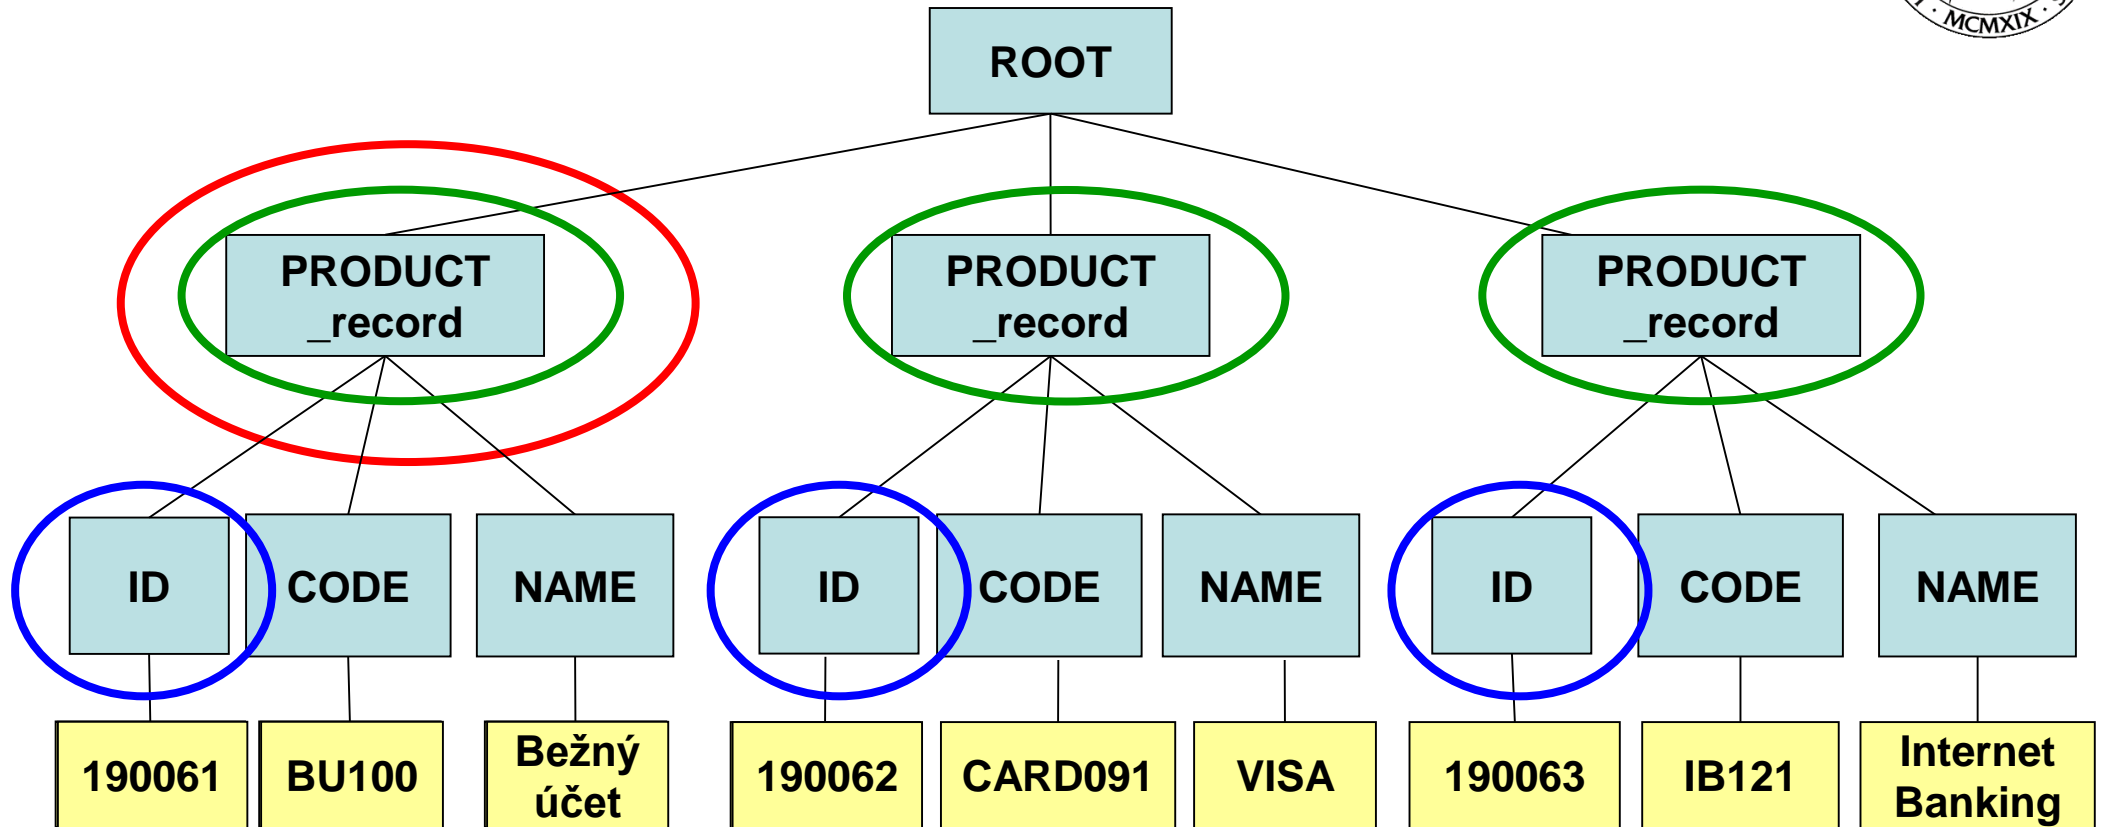 MCMXIX
ROOT
PRODUCT
_record
PRODUCT
_record
PRODUCT
_record
ID
CODE
NAME
ID
CODE
NAME
ID
CODE
NAME
190061
BU100
Bežný
účet
190062
CARD091
VISA
190063
IB121
Internet
Banking